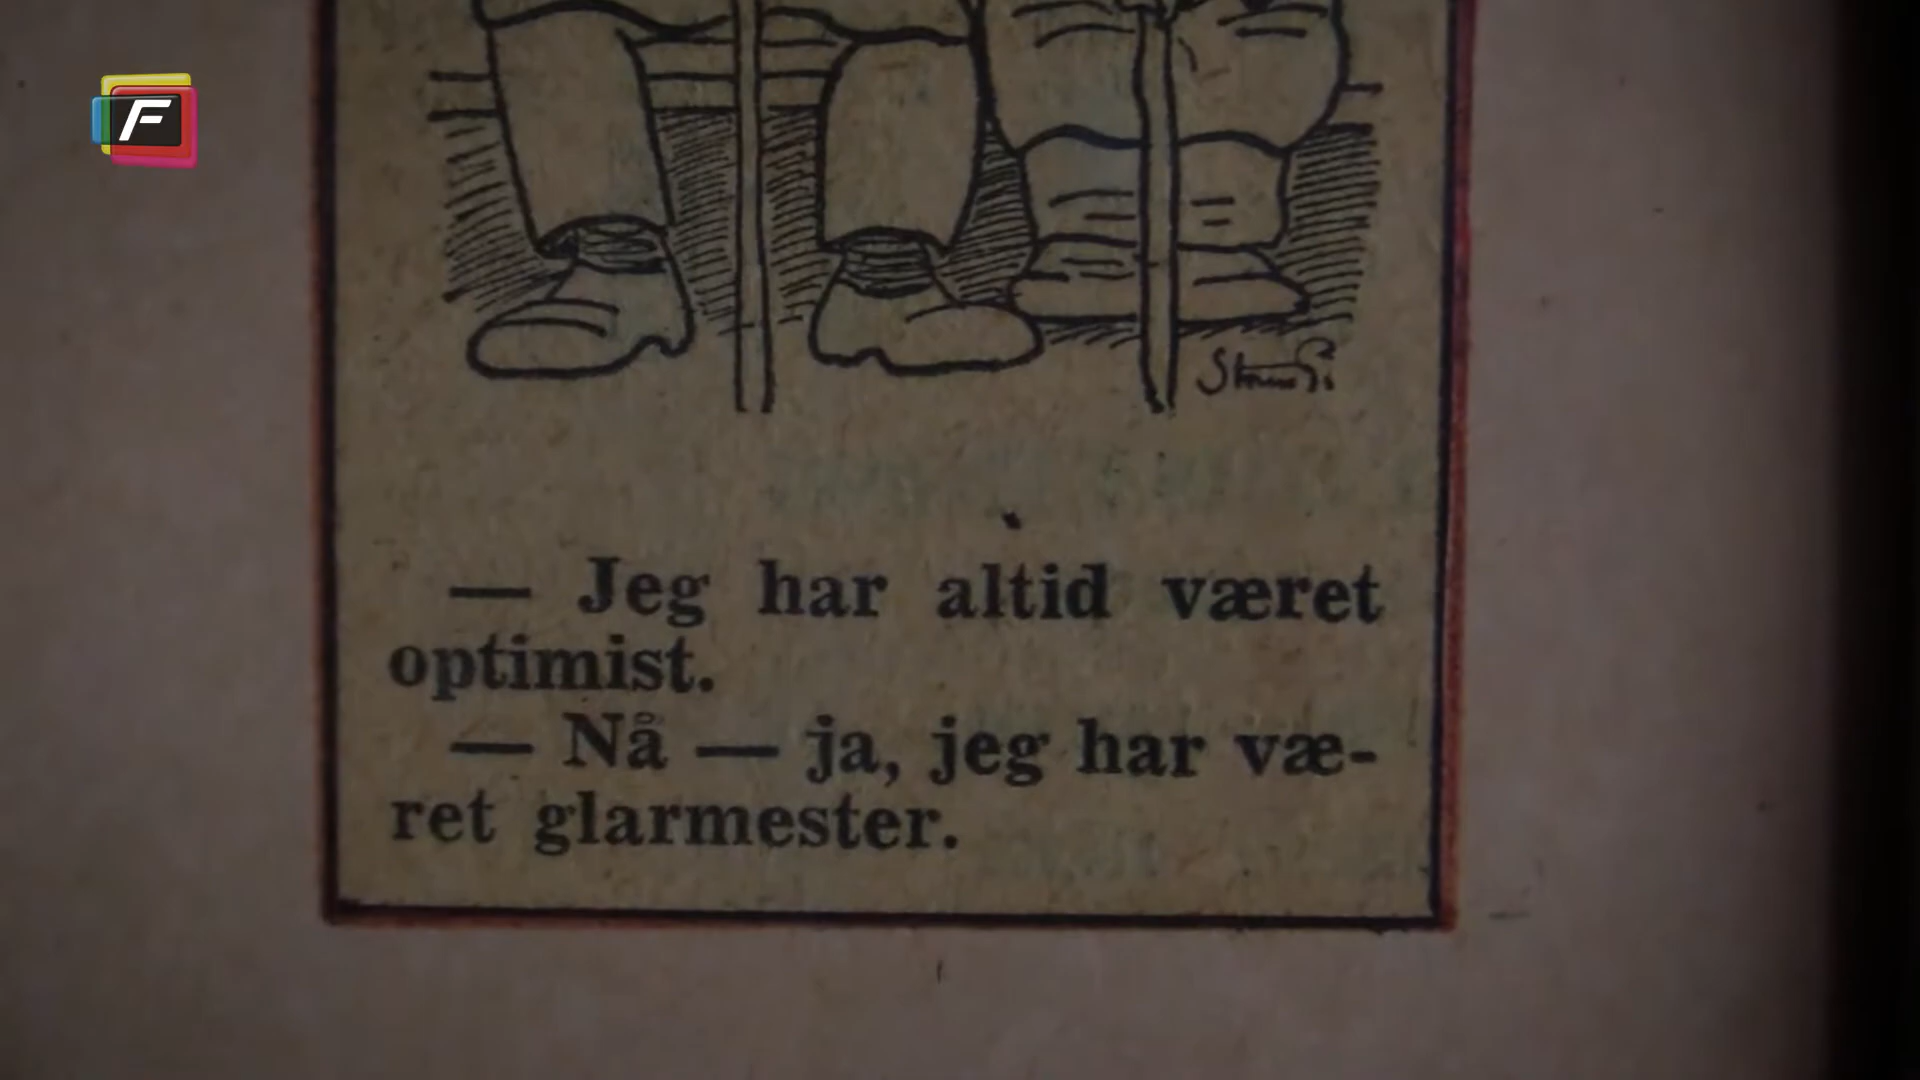 F
— Jeg har altid været
optimist.
— Nå — ja, jeg har væ-
ret glarmester.